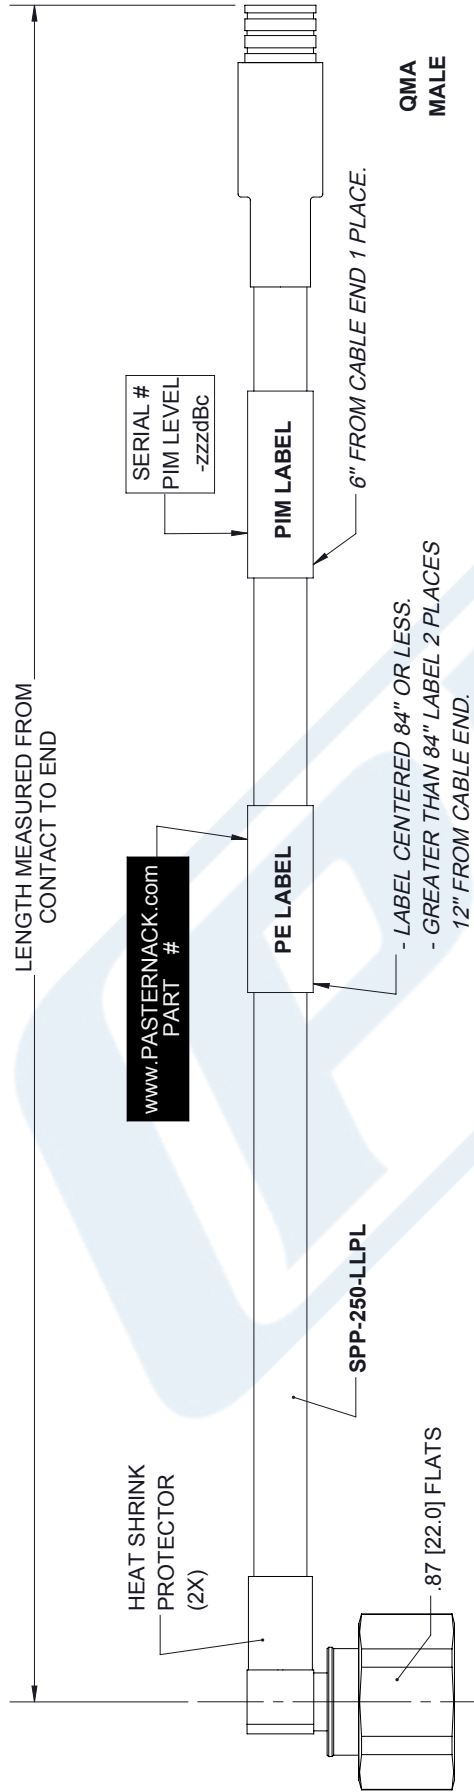 LENGTH MEASURED FROM
CONTACT TO END
SERIAL #
PIM LEVEL
-zzzdBc
www.PASTERNACK.com
PART #
HEAT SHRINK
PROTECTOR
(2X)
PIM LABEL
PE LABEL
QMA
MALE
6" FROM CABLE END 1 PLACE.
- LABEL CENTERED 84" OR LESS.
- GREATER THAN 84" LABEL 2 PLACES
12" FROM CABLE END.
SPP-250-LLPL
.87 [22.0] FLATS